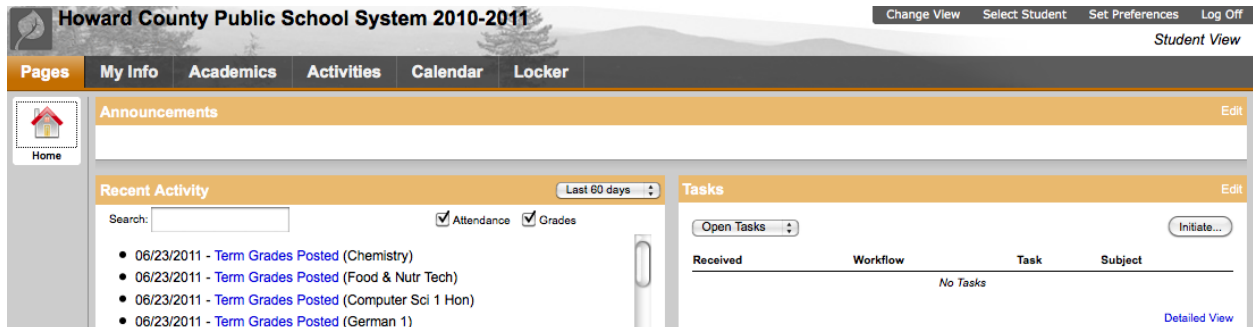 Howard County Public School System 2010-2011
Change View Select Student Set Preferences Log Off
Student View
Pages My Info Academics Activities Calendar Locker
Home
Announcements Edit
Recent Activity Last 60 days
Search: Attendance Grades
06/23/2011 - Term Grades Posted (Chemistry)
06/23/2011 - Term Grades Posted (Food & Nutr Tech)
06/23/2011 - Term Grades Posted (Computer Sci 1 Hon)
06/23/2011 - Term Grades Posted (German 1)
Tasks Edit
Open Tasks Initiate...
Received Workflow Task Subject
No Tasks
Detailed View